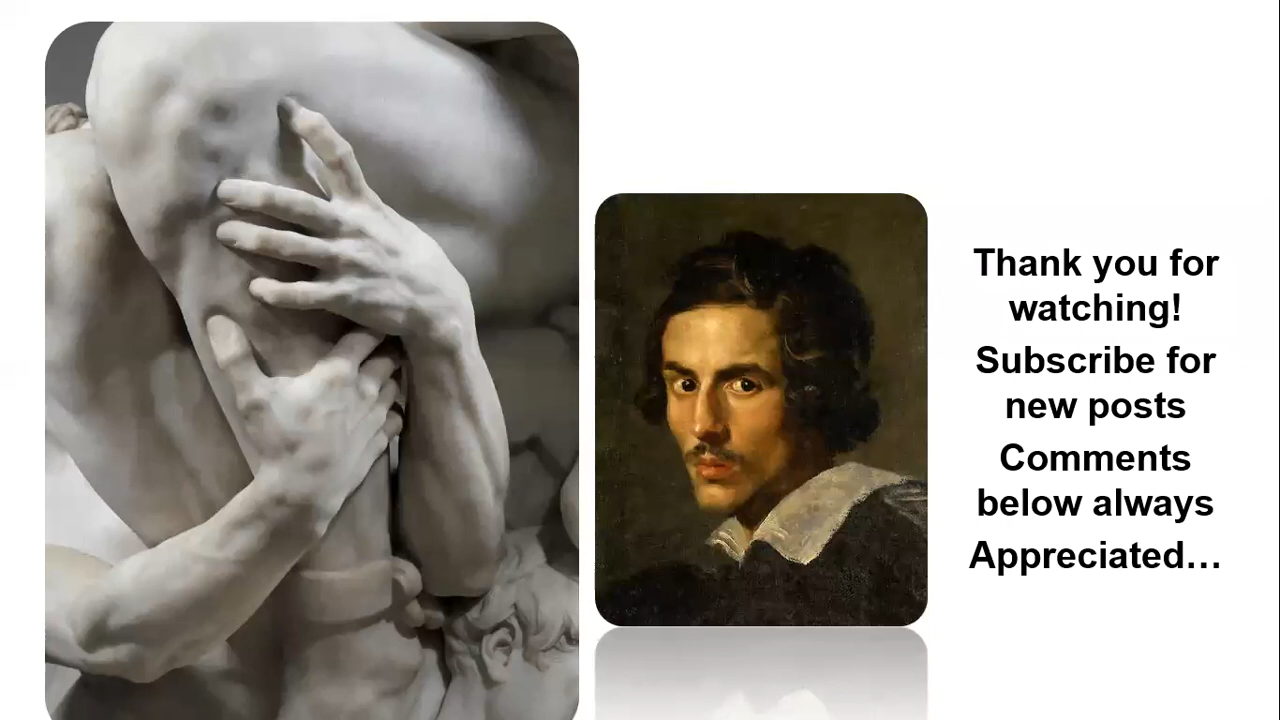 Thank you for
watching!
Subscribe for
new posts
Comments
below always
Appreciated…